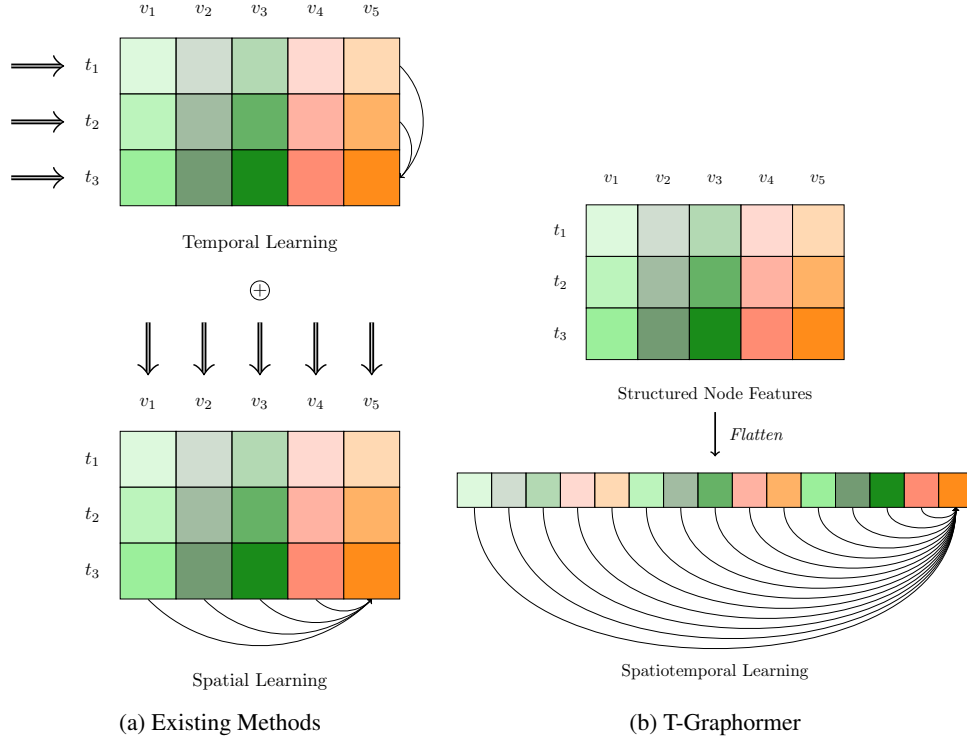 v₁ v₂ v₃ v₄ v₅
t₁
t₂
t₃
Temporal Learning
⊕
v₁ v₂ v₃ v₄ v₅
t₁
t₂
t₃
Spatial Learning
(a) Existing Methods
v₁ v₂ v₃ v₄ v₅
t₁
t₂
t₃
Structured Node Features
Flatten
Spatiotemporal Learning
(b) T-Graphormer